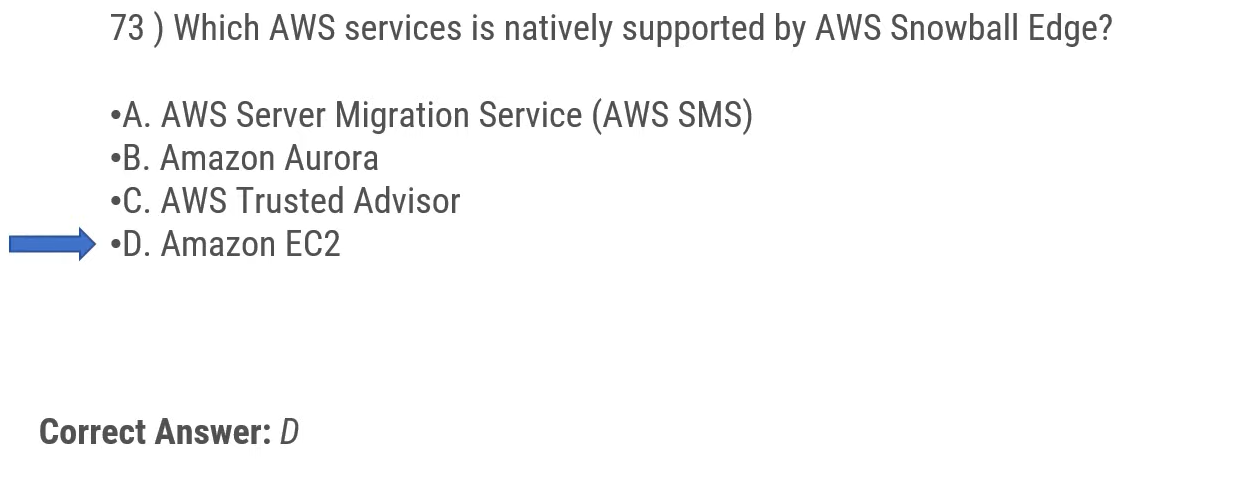 73 ) Which AWS services is natively supported by AWS Snowball Edge?
•A. AWS Server Migration Service (AWS SMS)
•B. Amazon Aurora
•C. AWS Trusted Advisor
•D. Amazon EC2
Correct Answer: D